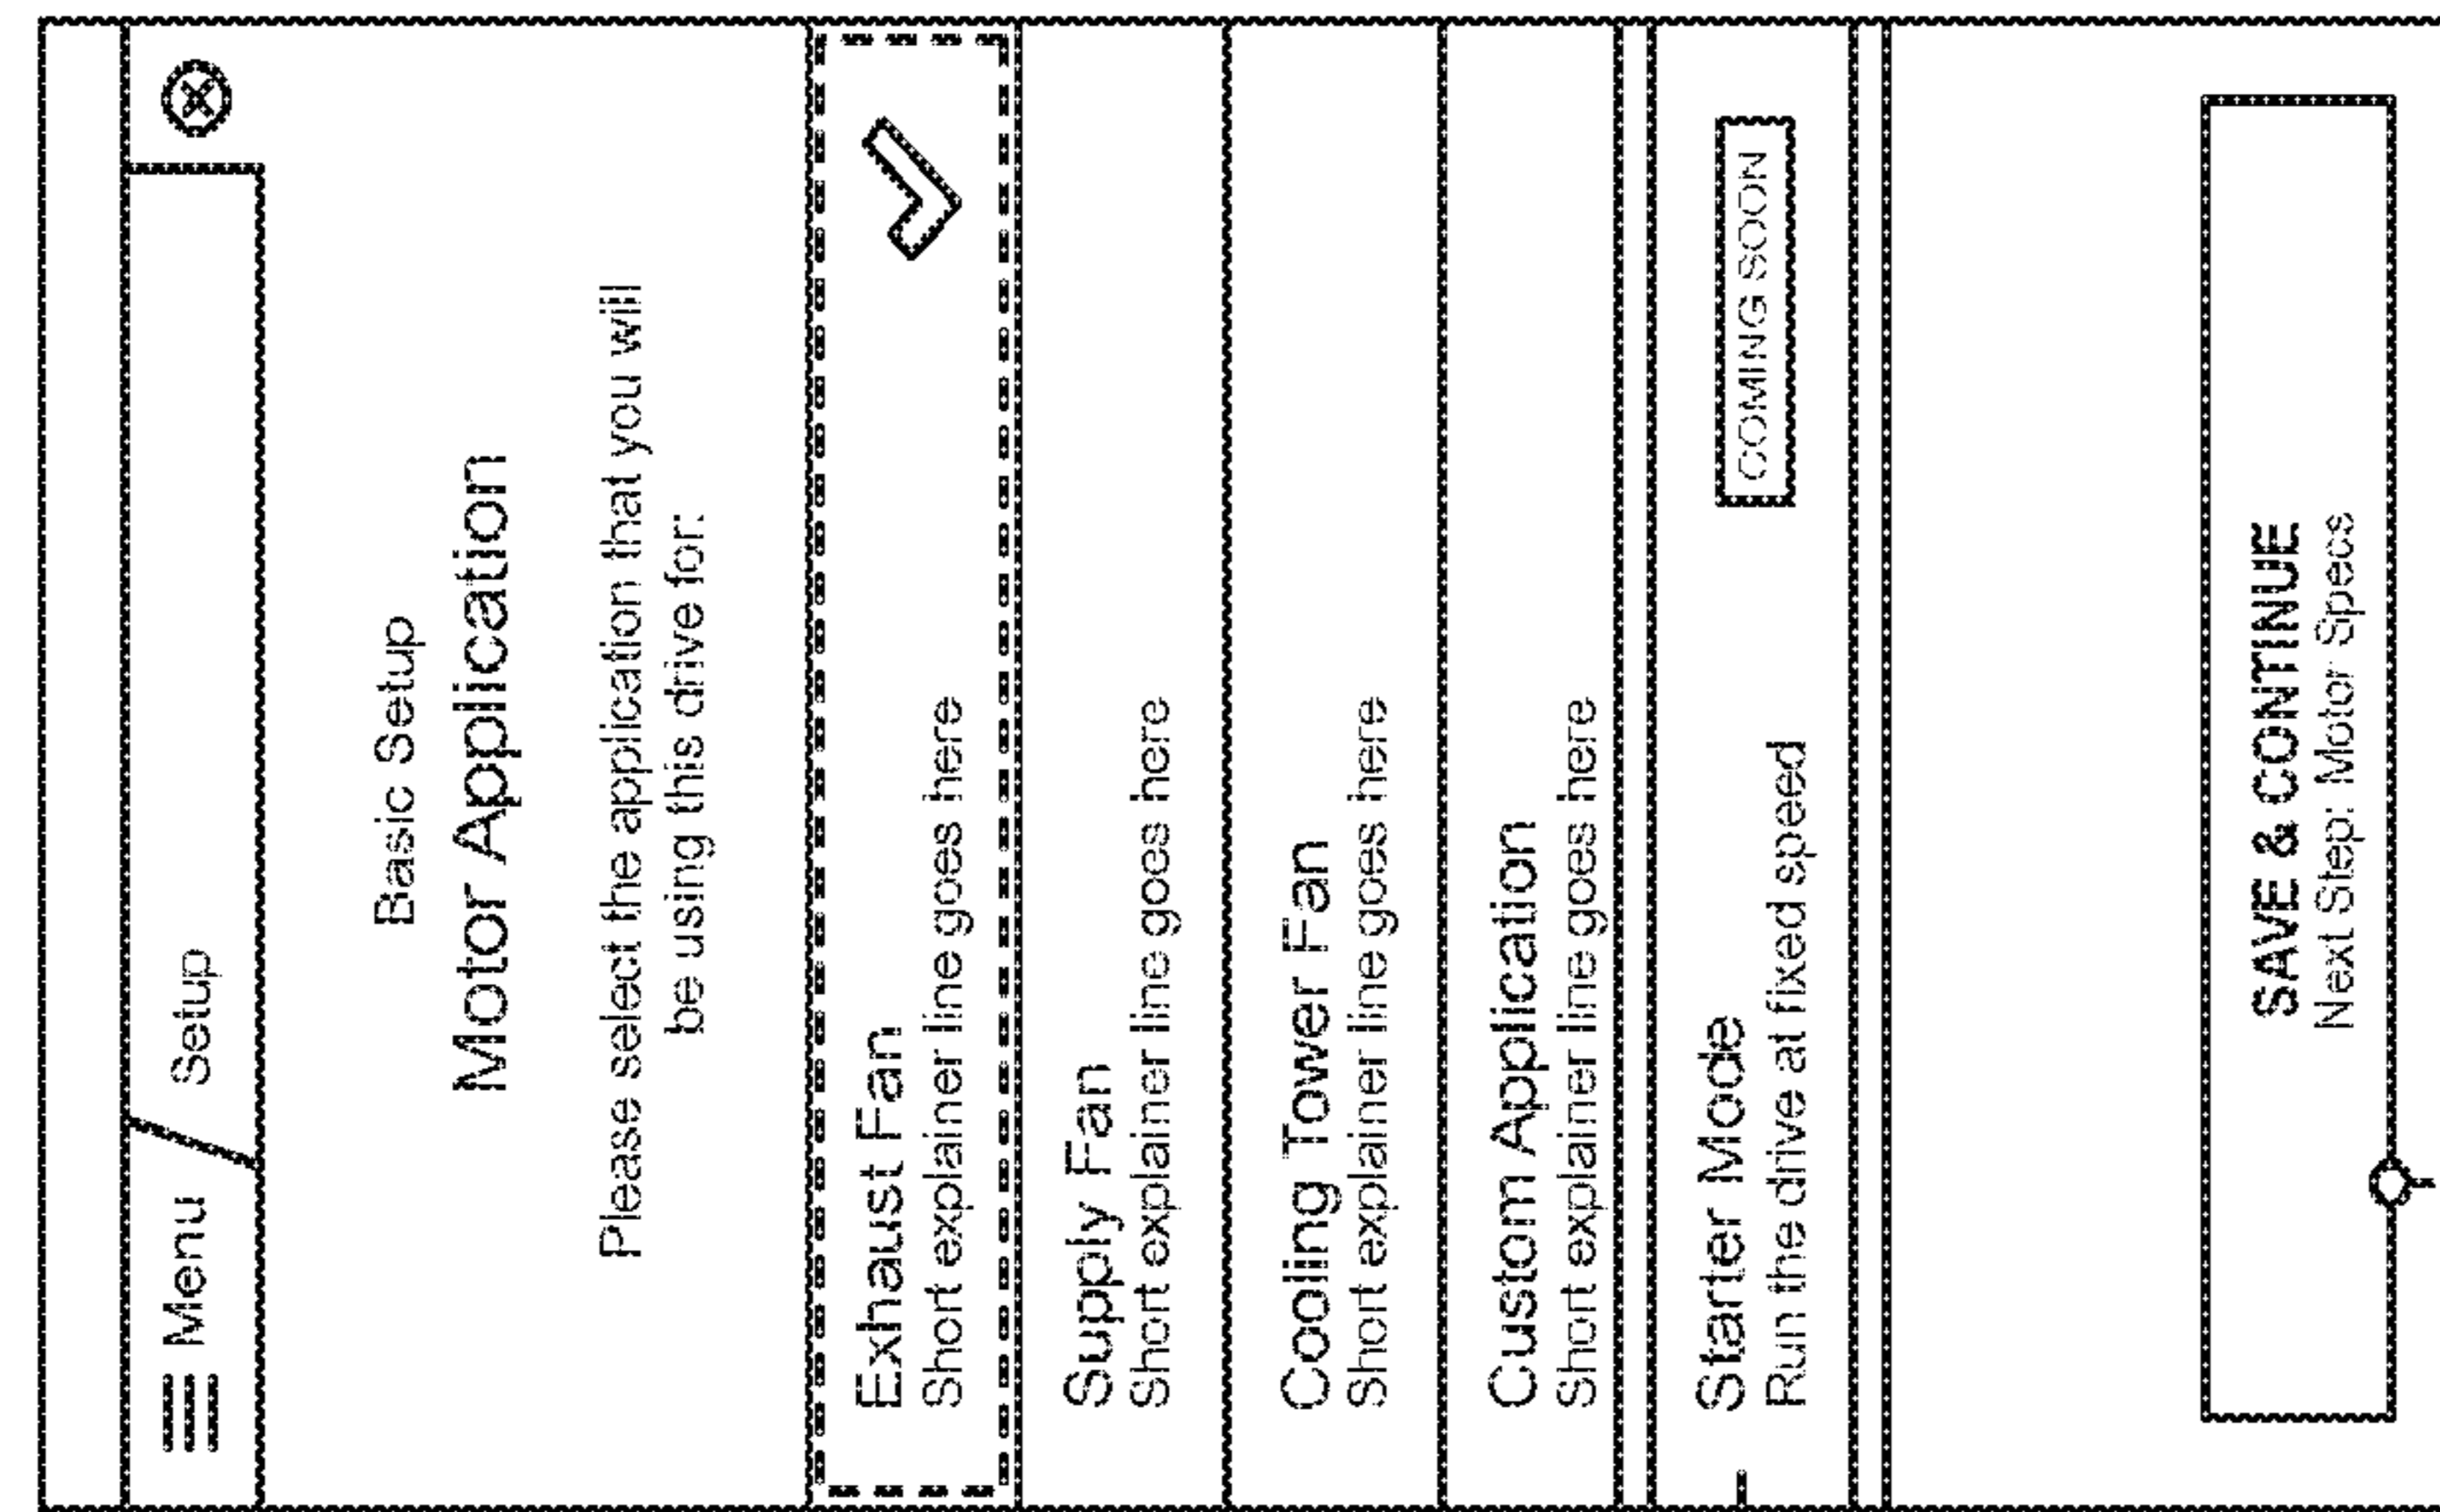 Menu
Setup
Basic Setup
Motor Application
Please select the application that you will
be using this drive for:
Exhaust Fan
Short explainer line goes here
Supply Fan
Short explainer line goes here
Cooling Tower Fan
Short explainer line goes here
Custom Application
Short explainer line goes here
Starter Mode
Run the drive at fixed speed
COMING SOON
SAVE & CONTINUE
Next Step: Motor Specs